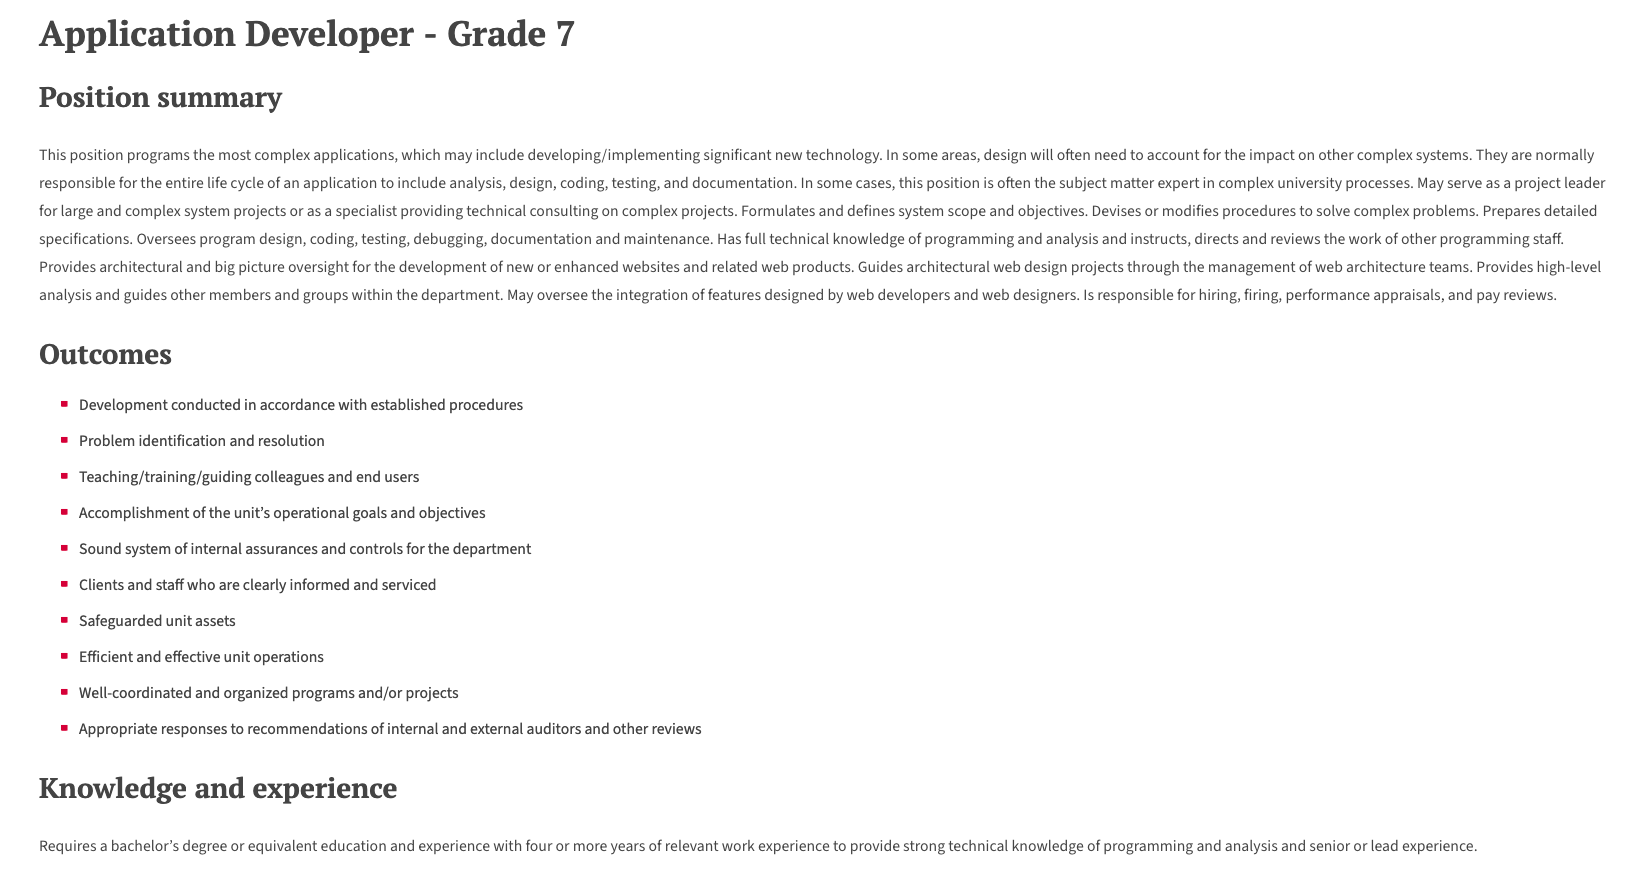 Application Developer - Grade 7
Position summary
This position programs the most complex applications, which may include developing/implementing significant new technology. In some areas, design will often need to account for the impact on other complex systems. They are normally
responsible for the entire life cycle of an application to include analysis, design, coding, testing, and documentation. In some cases, this position is often the subject matter expert in complex university processes. May serve as a project leader
for large and complex system projects or as a specialist providing technical consulting on complex projects. Formulates and defines system scope and objectives. Devises or modifies procedures to solve complex problems. Prepares detailed
specifications. Oversees program design, coding, testing, debugging, documentation and maintenance. Has full technical knowledge of programming and analysis and instructs, directs and reviews the work of other programming staff.
Provides architectural and big picture oversight for the development of new or enhanced websites and related web products. Guides architectural web design projects through the management of web architecture teams. Provides high-level
analysis and guides other members and groups within the department. May oversee the integration of features designed by web developers and web designers. Is responsible for hiring, firing, performance appraisals, and pay reviews.
Outcomes
Development conducted in accordance with established procedures
Problem identification and resolution
Teaching/training/guiding colleagues and end users
Accomplishment of the unit’s operational goals and objectives
Sound system of internal assurances and controls for the department
Clients and staff who are clearly informed and serviced
Safeguarded unit assets
Efficient and effective unit operations
Well-coordinated and organized programs and/or projects
Appropriate responses to recommendations of internal and external auditors and other reviews
Knowledge and experience
Requires a bachelor’s degree or equivalent education and experience with four or more years of relevant work experience to provide strong technical knowledge of programming and analysis and senior or lead experience.